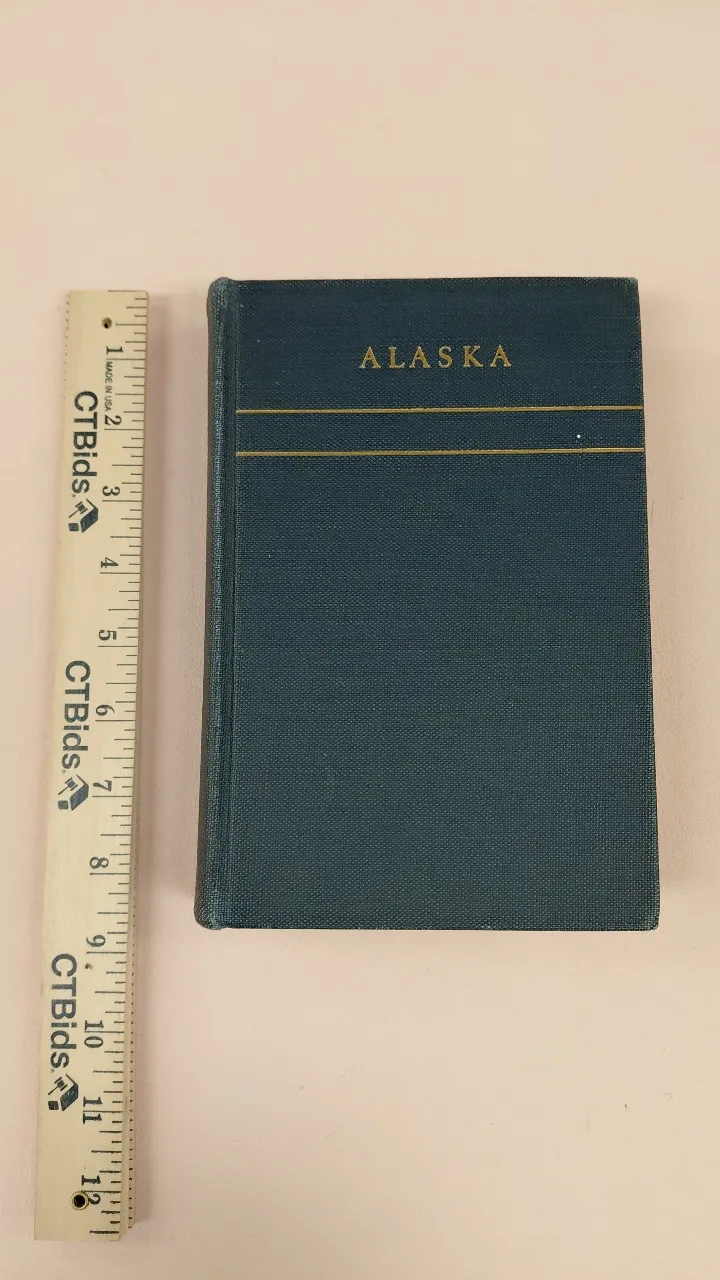 ALASKA
1
MADE IN USA
2
CTBids.
3
4
5
CTBids.
6
7
8
9
CTBids.
10
11
12